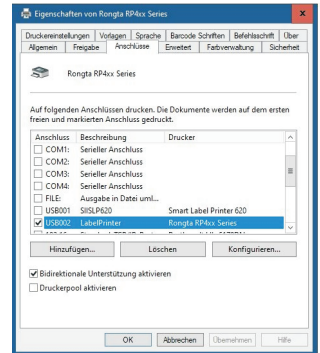 Eigenschaften von Rongta RP4xx Series
x
Druckereinstellungen Vorlagen Sprache Barcode Schriften Befehlsschrift Über
Allgemein Freigabe Anschlüsse Erweitert Farbverwaltung Sicherheit
Rongta RP4xx Series
Auf folgenden Anschlüssen drucken. Die Dokumente werden auf dem ersten
freien und markierten Anschluss gedruckt.
Anschluss Beschreibung Drucker
COM1: Serieller Anschluss
COM2: Serieller Anschluss
COM3: Serieller Anschluss
COM4: Serieller Anschluss
FILE: Ausgabe in Datei uml...
USB001 SIISLP620 Smart Label Printer 620
USB002 LabelPrinter Rongta RP4xx Series
Hinzufügen... Löschen Konfigurieren...
Bidirektionale Unterstützung aktivieren
Druckerpool aktivieren
OK Abbrechen Übernehmen Hilfe